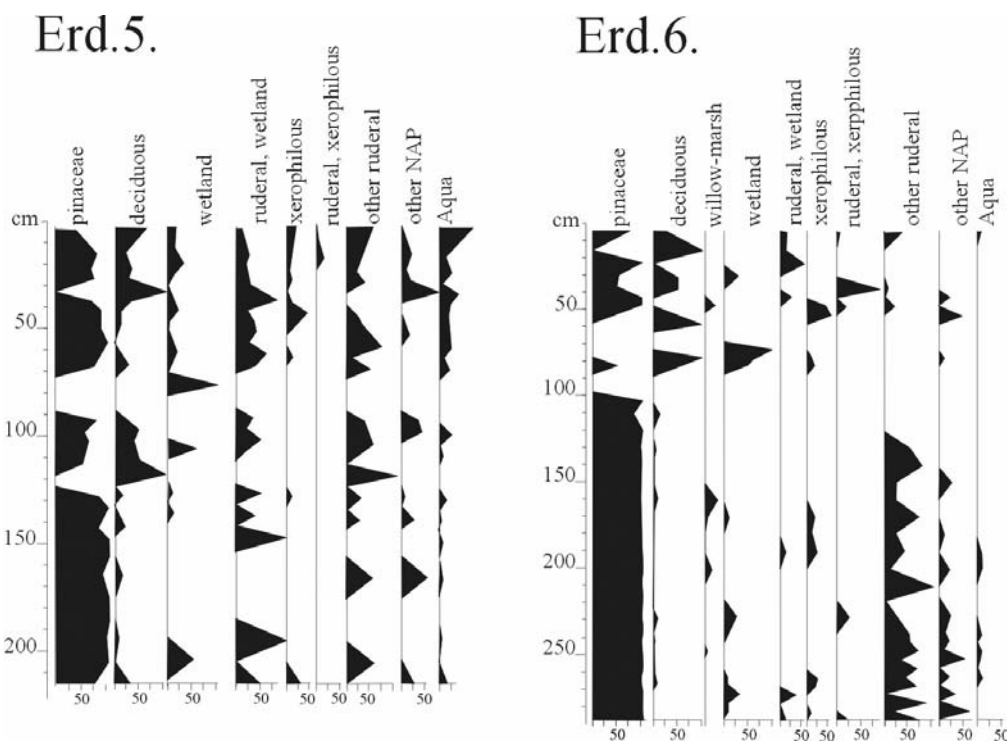 Erd.5.
cm
pinaceae
deciduous
wetland
ruderal, wetland
xerophilous
ruderal, xerophilous
other ruderal
other NAP
Aqua
50
100
150
200
50 50 50 50 50 50 50 50 50
Erd.6.
cm
pinaceae
deciduous
willow-marsh
wetland
ruderal, wetland
xerophilous
ruderal, xerpphilous
other ruderal
other NAP
Aqua
50
100
150
200
250
50 50 50 50 50 50 50 50 50